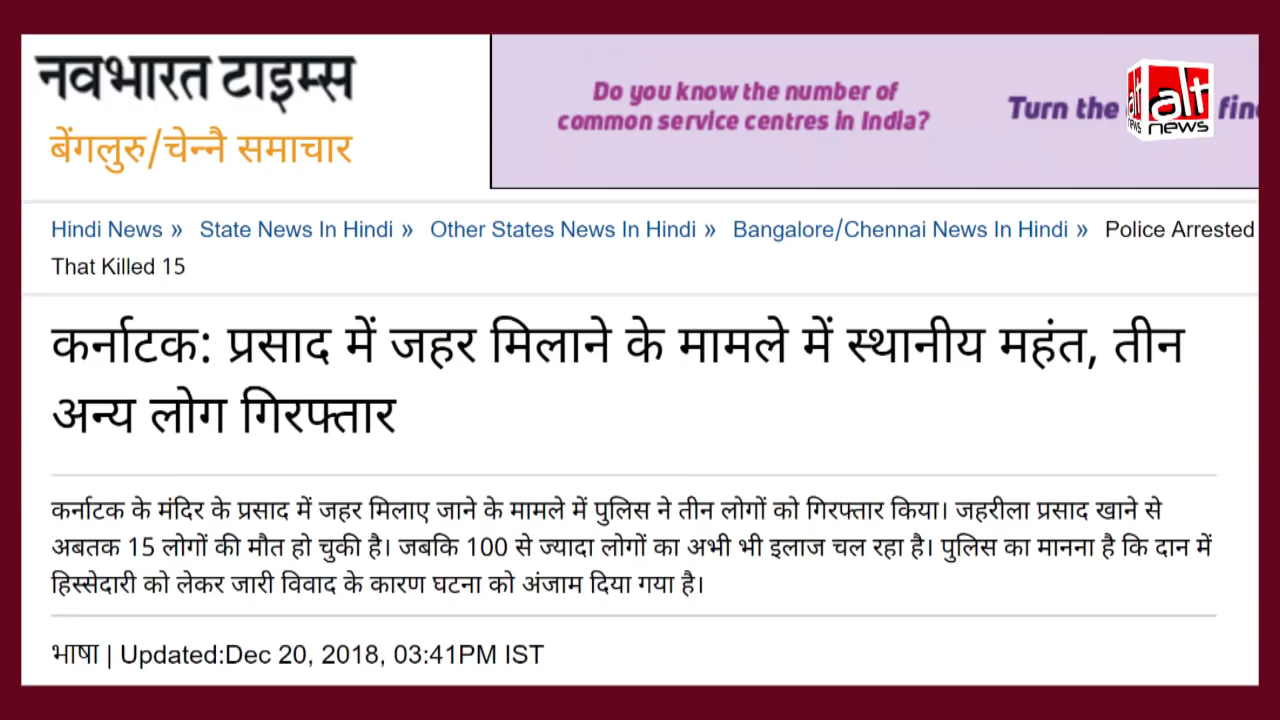 नवभारत टाइम्स
बेंगलुरु/चेन्नै समाचार
Do you know the number of
common service centres in India?
Turn the
alt
news
Hindi News » State News In Hindi » Other States News In Hindi » Bangalore/Chennai News In Hindi » Police Arrested
That Killed 15
कर्नाटक: प्रसाद में जहर मिलाने के मामले में स्थानीय महंत, तीन
अन्य लोग गिरफ्तार
कर्नाटक के मंदिर के प्रसाद में जहर मिलाए जाने के मामले में पुलिस ने तीन लोगों को गिरफ्तार किया। जहरीला प्रसाद खाने से
अबतक 15 लोगों की मौत हो चुकी है। जबकि 100 से ज्यादा लोगों का अभी भी इलाज चल रहा है। पुलिस का मानना है कि दान में
हिस्सेदारी को लेकर जारी विवाद के कारण घटना को अंजाम दिया गया है।
भाषा | Updated:Dec 20, 2018, 03:41PM IST